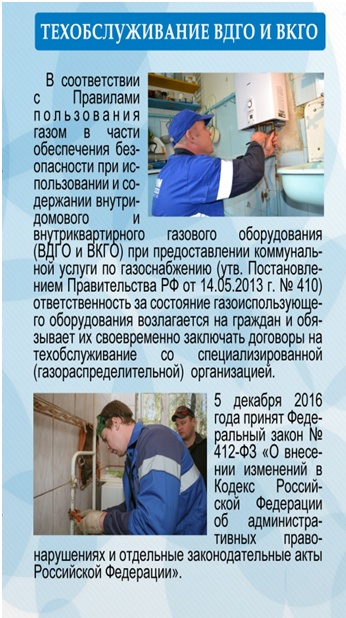 ТЕХОБСЛУЖИВАНИЕ ВДГО И ВКГО
В соответствии
с Правилами
пользования
газом в части
обеспечения без-
опасности при ис-
пользовании и со-
держании внутри-
домового и
внутриквартирного газового оборудования
(ВДГО и ВКГО) при предоставлении коммуналь-
ной услуги по газоснабжению (утв. Постановле-
нием Правительства РФ от 14.05.2013 г. № 410)
ответственность за состояние газоиспользующе-
го оборудования возлагается на граждан и обя-
зывает их своевременно заключать договоры на
техобслуживание со специализированной
(газораспределительной) организацией.
5 декабря 2016
года принят Феде-
ральный закон №
412-ФЗ «О внесе-
нии изменений в
Кодекс Россий-
ской Федерации
об администра-
тивных право-
нарушениях и отдельные законодательные акты
Российской Федерации».